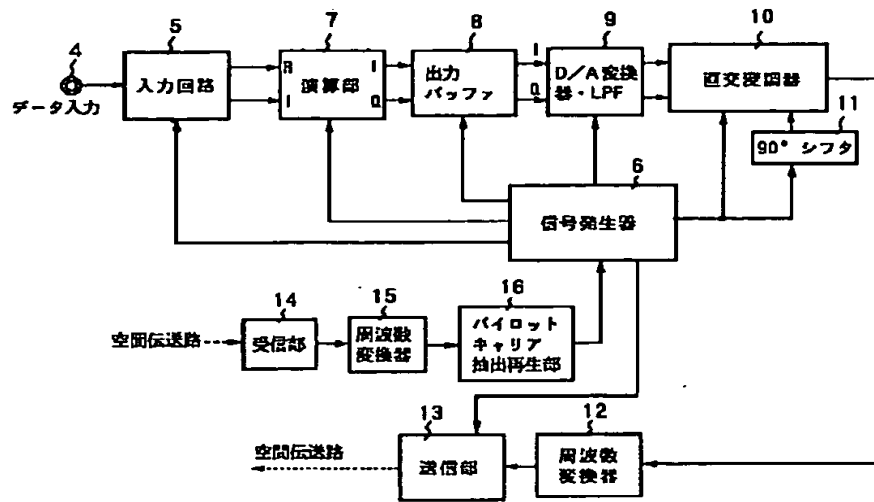 4
データ入力
5
入力回路
R
I
7
演算部
I
Q
8
出力
バッファ
I
Q
9
D/A変換
器・LPF
10
直交変調器
11
90° シフタ
6
信号発生器
14
空間伝送路
受信部
15
周波数
変換器
16
パイロット
キャリア
抽出再生部
13
空間伝送路
送信部
12
周波数
変換器